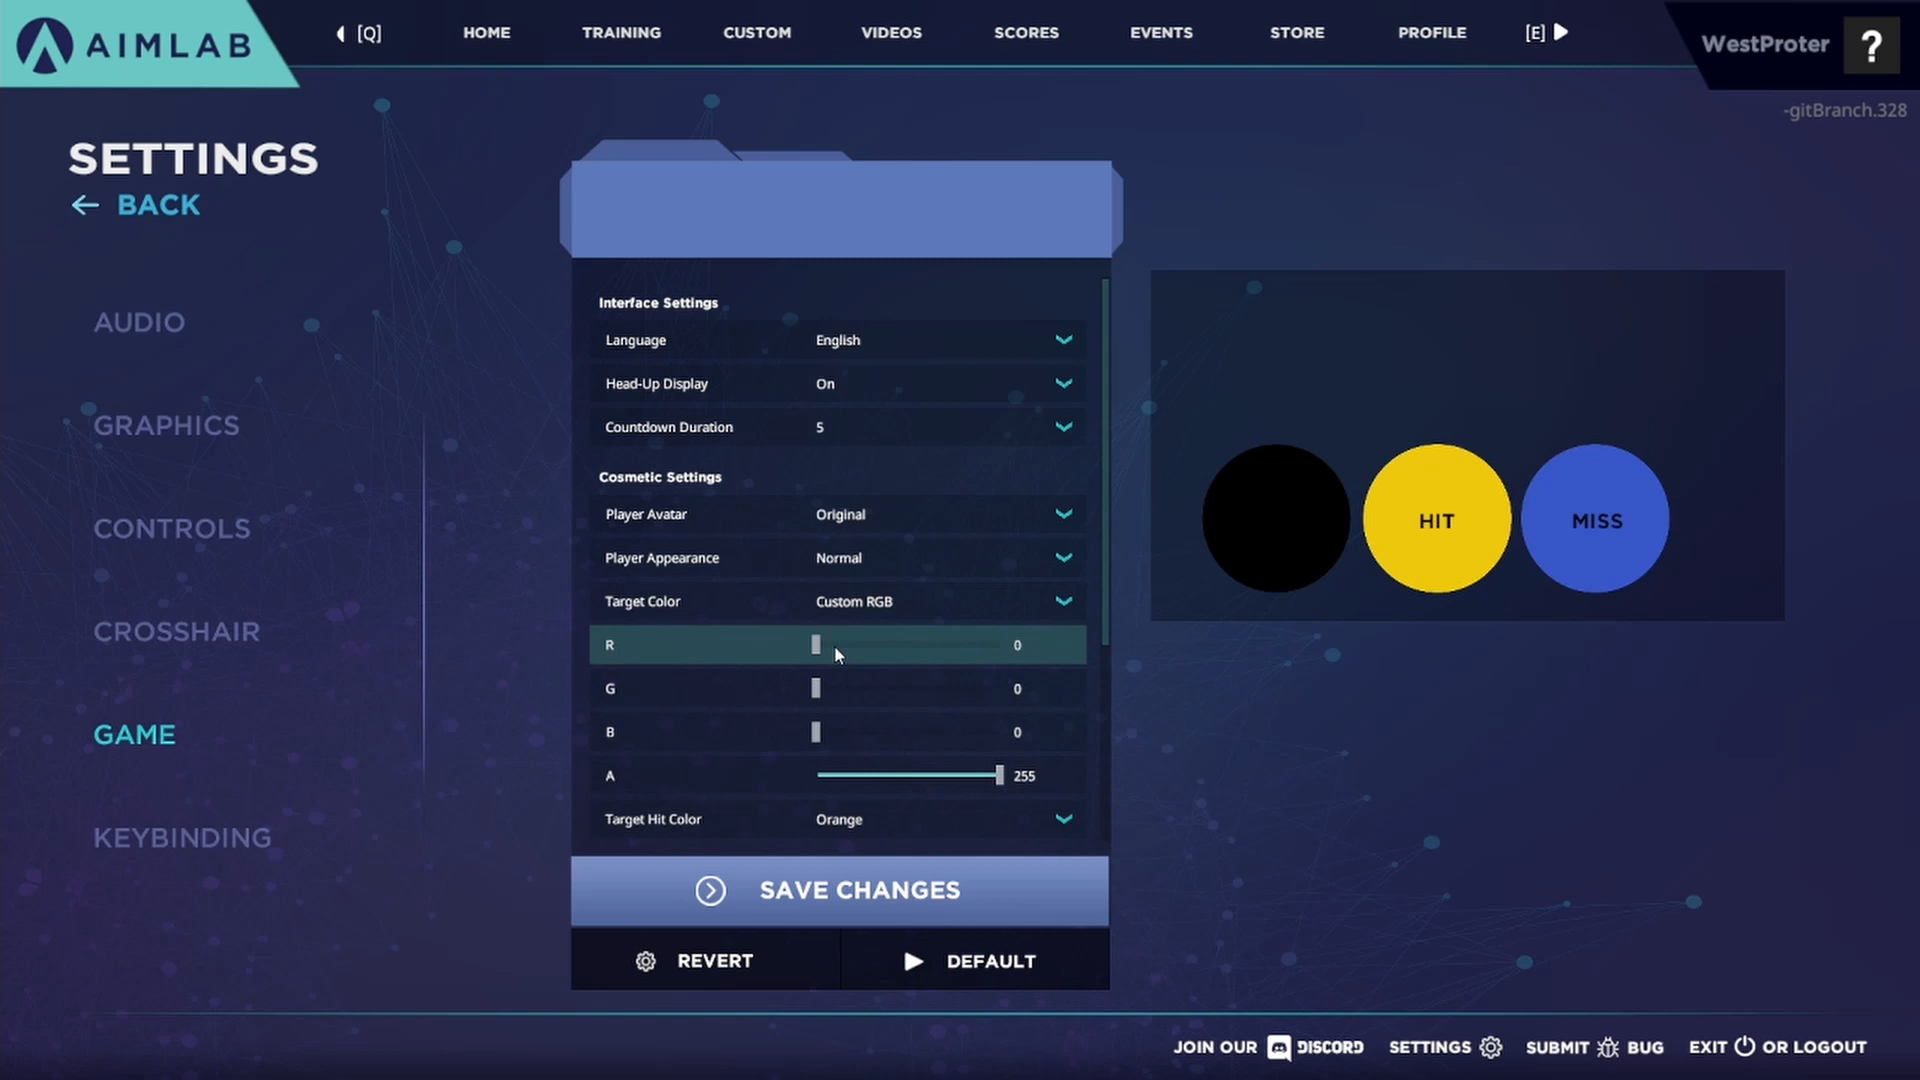 AIMLAB
[Q]
HOME
TRAINING
CUSTOM
VIDEOS
SCORES
EVENTS
STORE
PROFILE
[E]
WestProter
?
-gitBranch.328
SETTINGS
BACK
AUDIO
GRAPHICS
CONTROLS
CROSSHAIR
GAME
KEYBINDING
Interface Settings
Language English
Head-Up Display On
Countdown Duration 5
Cosmetic Settings
Player Avatar Original
Player Appearance Normal
Target Color Custom RGB
R 0
G 0
B 0
A 255
Target Hit Color Orange
SAVE CHANGES
REVERT
DEFAULT
HIT
MISS
JOIN OUR DISCORD
SETTINGS
SUBMIT BUG
EXIT OR LOGOUT